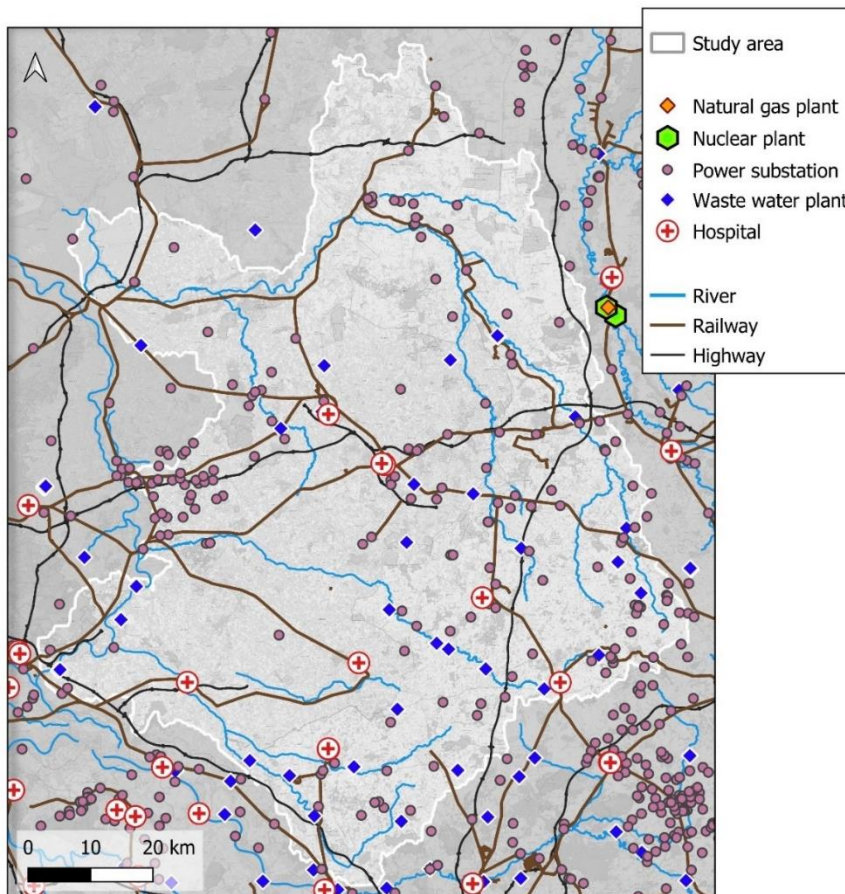 Study area
Natural gas plant
Nuclear plant
Power substation
Waste water plant
Hospital
River
Railway
Highway
0 10 20 km